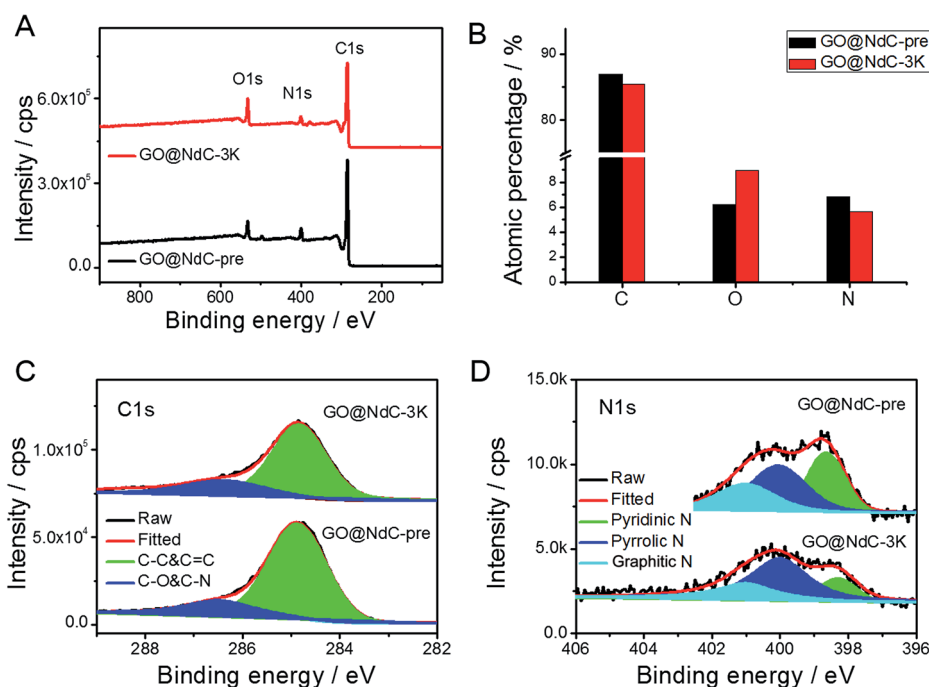 A
Intensity / cps
6.0x10⁵
3.0x10⁵
0.0
O1s
N1s
C1s
GO@NdC-3K
GO@NdC-pre
800
600
400
200
Binding energy / eV
B
Atomic percentage / %
90
80
8
6
4
2
0
GO@NdC-pre
GO@NdC-3K
C
O
N
C
Intensity / cps
1.0x10⁵
5.0x10⁴
0.0
C1s
GO@NdC-3K
GO@NdC-pre
Raw
Fitted
C-C&C=C
C-O&C-N
288
286
284
282
Binding energy / eV
D
Intensity / cps
15.0k
10.0k
5.0k
0.0
N1s
GO@NdC-pre
Raw
Fitted
Pyridinic N
Pyrrolic N
Graphitic N
GO@NdC-3K
406
404
402
400
398
396
Binding energy / eV